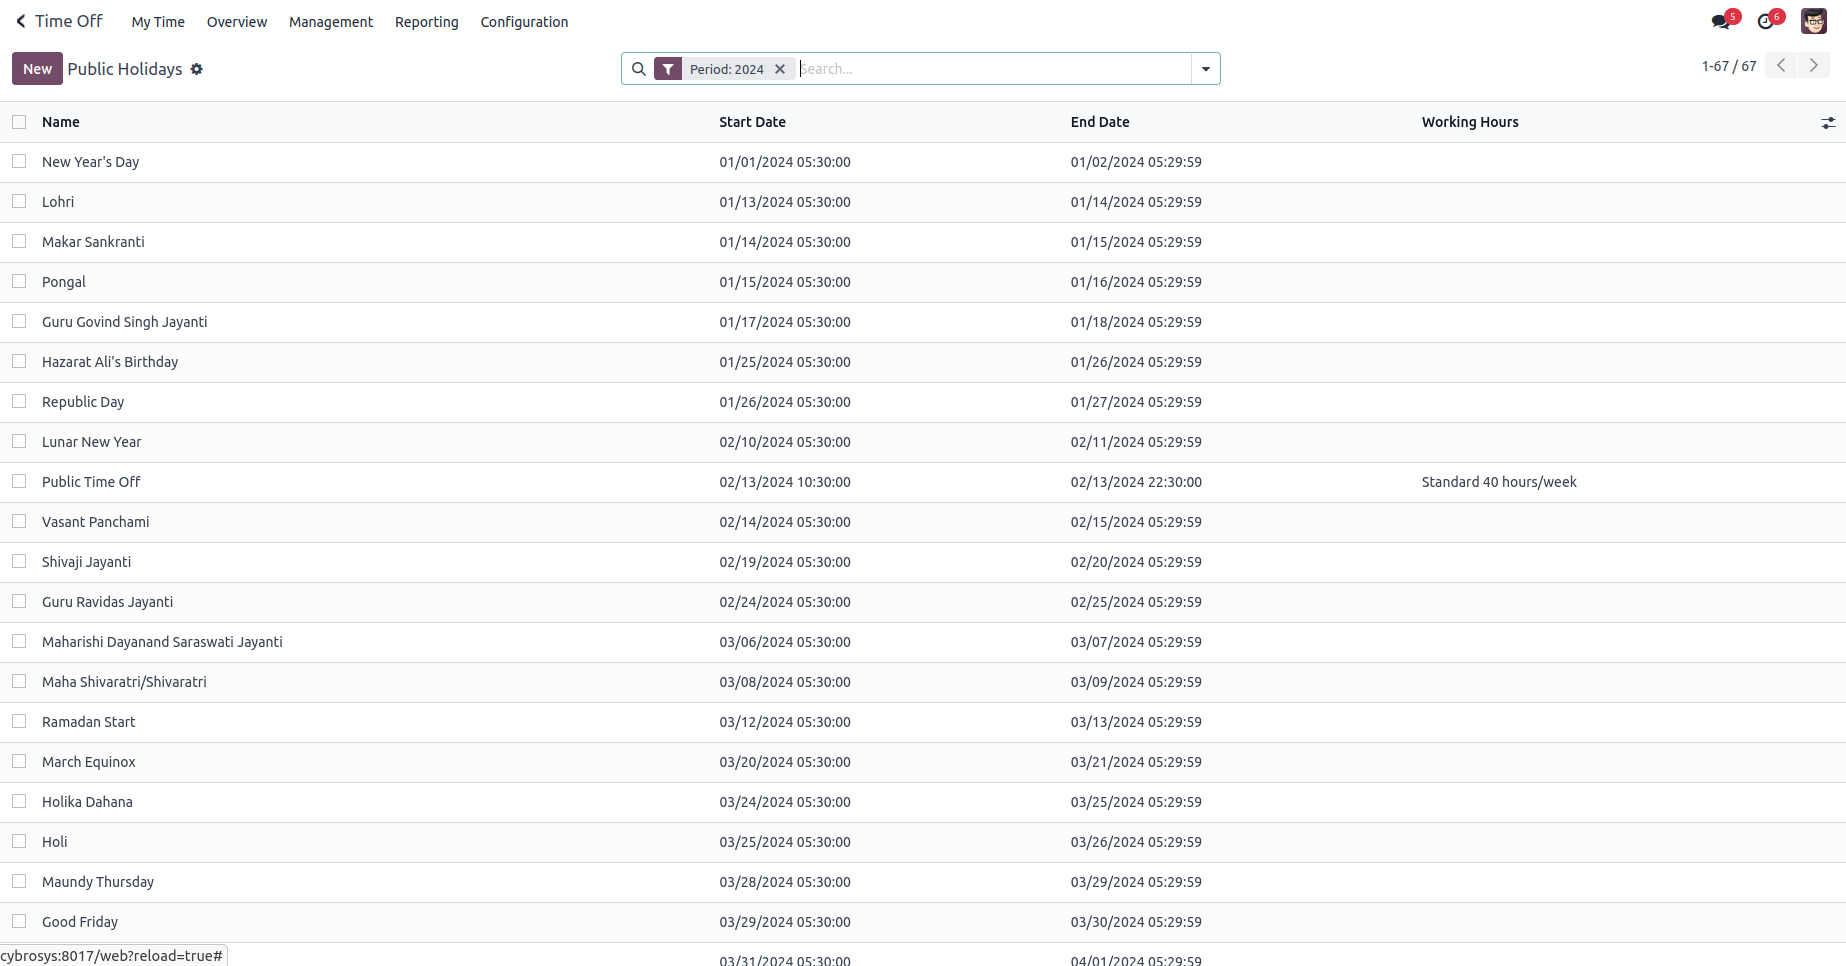 Time Off My Time Overview Management Reporting Configuration 5 6
New Public Holidays Period: 2024 Search... 1-67 / 67
Name Start Date End Date Working Hours
New Year's Day 01/01/2024 05:30:00 01/02/2024 05:29:59
Lohri 01/13/2024 05:30:00 01/14/2024 05:29:59
Makar Sankranti 01/14/2024 05:30:00 01/15/2024 05:29:59
Pongal 01/15/2024 05:30:00 01/16/2024 05:29:59
Guru Govind Singh Jayanti 01/17/2024 05:30:00 01/18/2024 05:29:59
Hazarat Ali's Birthday 01/25/2024 05:30:00 01/26/2024 05:29:59
Republic Day 01/26/2024 05:30:00 01/27/2024 05:29:59
Lunar New Year 02/10/2024 05:30:00 02/11/2024 05:29:59
Public Time Off 02/13/2024 10:30:00 02/13/2024 22:30:00 Standard 40 hours/week
Vasant Panchami 02/14/2024 05:30:00 02/15/2024 05:29:59
Shivaji Jayanti 02/19/2024 05:30:00 02/20/2024 05:29:59
Guru Ravidas Jayanti 02/24/2024 05:30:00 02/25/2024 05:29:59
Maharishi Dayanand Saraswati Jayanti 03/06/2024 05:30:00 03/07/2024 05:29:59
Maha Shivaratri/Shivaratri 03/08/2024 05:30:00 03/09/2024 05:29:59
Ramadan Start 03/12/2024 05:30:00 03/13/2024 05:29:59
March Equinox 03/20/2024 05:30:00 03/21/2024 05:29:59
Holika Dahana 03/24/2024 05:30:00 03/25/2024 05:29:59
Holi 03/25/2024 05:30:00 03/26/2024 05:29:59
Maundy Thursday 03/28/2024 05:30:00 03/29/2024 05:29:59
Good Friday 03/29/2024 05:30:00 03/30/2024 05:29:59
cybrosys:8017/web?reload=true# 03/31/2024 05:30:00 04/01/2024 05:29:59